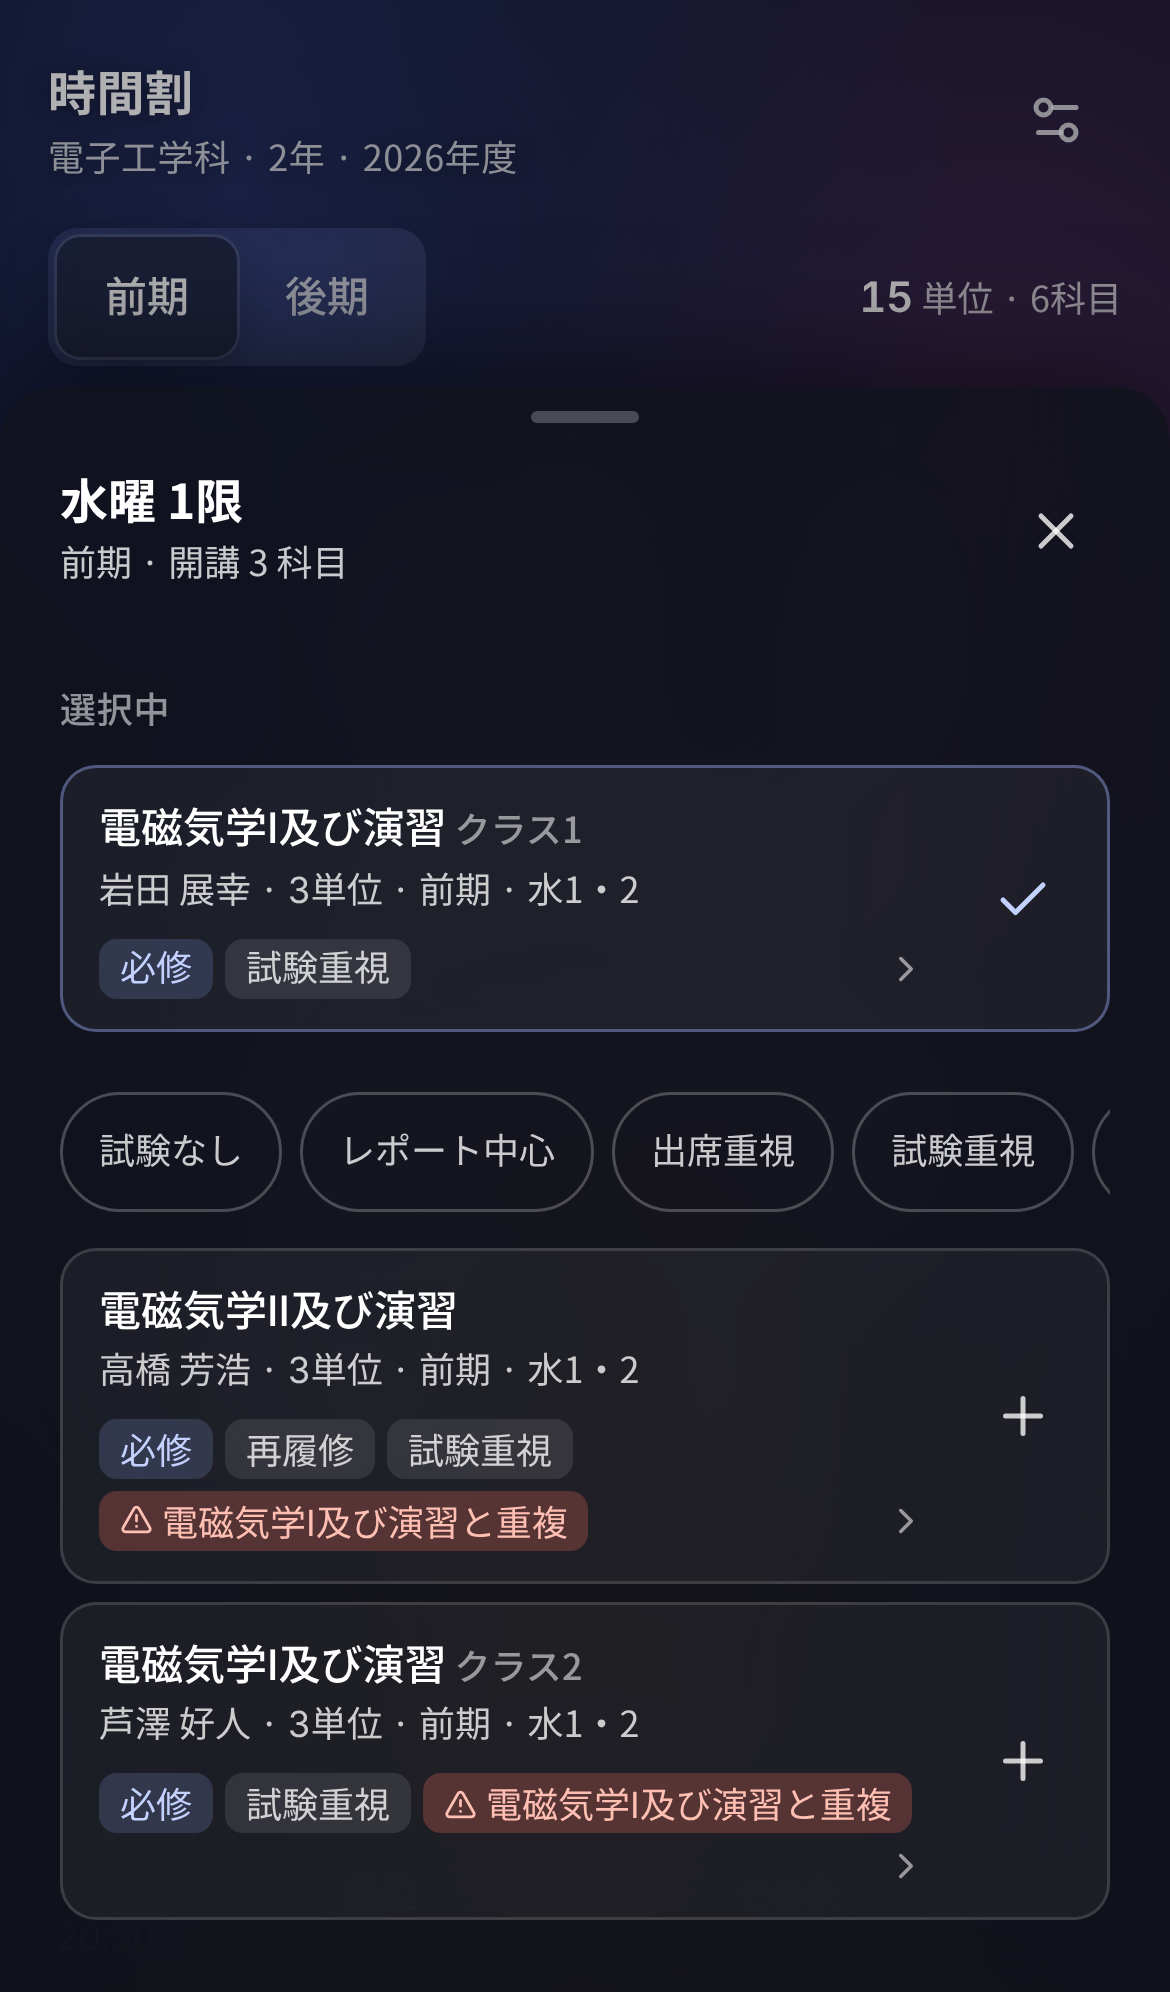 時間割
電子工学科 · 2年 · 2026年度
前期
後期
15 単位 · 6科目
水曜 1限
前期 · 開講 3 科目
選択中
電磁気学I及び演習 クラス1
岩田 展幸 · 3単位 · 前期 · 水1・2
必修
試験重視
試験なし
レポート中心
出席重視
試験重視
電磁気学II及び演習
高橋 芳浩 · 3単位 · 前期 · 水1・2
必修
再履修
試験重視
電磁気学I及び演習と重複
電磁気学I及び演習 クラス2
芦澤 好人 · 3単位 · 前期 · 水1・2
必修
試験重視
電磁気学I及び演習と重複
20:30